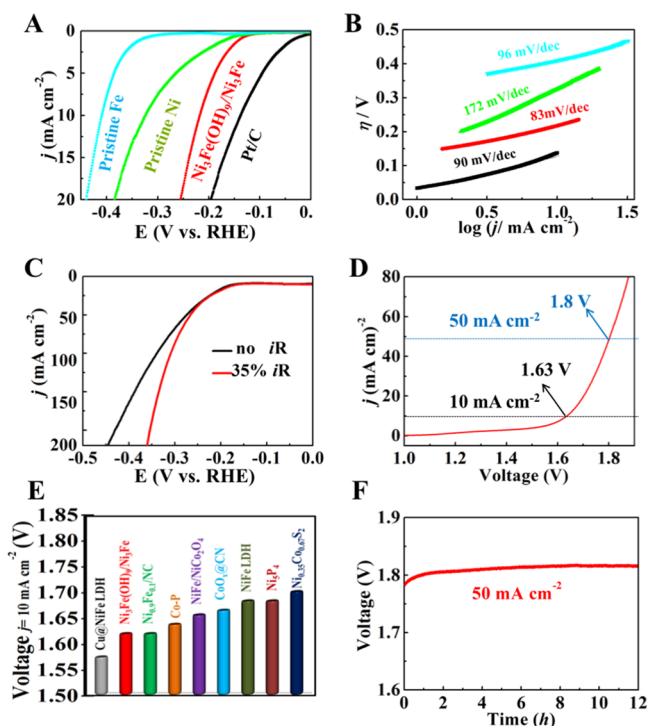 A
0
5
10
15
20
j (mA cm⁻²)
Pristine Fe
Pristine Ni
Ni₃Fe(OH)₉/Ni₃Fe
Pt/C
-0.4 -0.3 -0.2 -0.1 0.
E (V vs. RHE)
B
0.5
0.4
0.3
0.2
0.1
0.0
η / V
96 mV/dec
172 mV/dec
83mV/dec
90 mV/dec
0.0 0.5 1.0 1.5
log (j/ mA cm⁻²)
C
0
50
100
150
200
j (mA cm⁻²)
no iR
35% iR
-0.5 -0.4 -0.3 -0.2 -0.1 0.0
E (V vs. RHE)
D
80
60
40
20
0
j (mA cm)⁻²
50 mA cm⁻²
1.8 V
1.63 V
10 mA cm⁻²
1.0 1.2 1.4 1.6 1.8
Voltage (V)
E
1.85
1.80
1.75
1.70
1.65
1.60
1.55
1.50
Voltage j= 10 mA cm⁻² (V)
Cu@NiFe LDH
Ni₃Fe(OH)₉/Ni₃Fe
Ni₀.₉Fe₀.₁/NC
Co-P
NiFe/NiCo₂O₄
CoOₓ@CN
NiFe LDH
Ni₅P₄
Ni₀.₃₃Co₀.₆₇S₂
F
1.9
1.8
1.7
1.6
Voltage (V)
50 mA cm⁻²
0 2 4 6 8 10 12
Time (h)